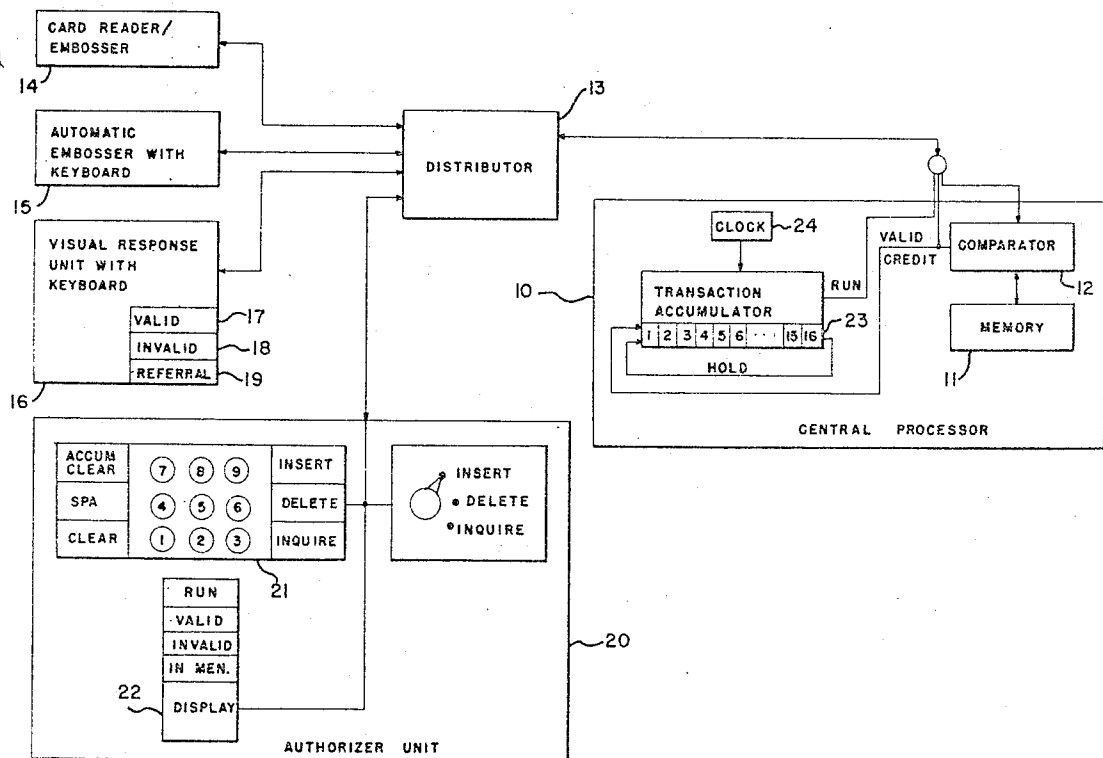 CARD READER/
EMBOSSER
14
AUTOMATIC
EMBOSSER WITH
KEYBOARD
15
VISUAL RESPONSE
UNIT WITH
KEYBOARD
VALID
17
INVALID
18
REFERRAL
19
16
13
DISTRIBUTOR
CLOCK
24
VALID
CREDIT
COMPARATOR
12
10
TRANSACTION
ACCUMULATOR
RUN
23
1 2 3 4 5 6 ··· 15 16
HOLD
MEMORY
11
CENTRAL PROCESSOR
ACCUM
CLEAR
7 8 9
INSERT
SPA
4 5 6
DELETE
CLEAR
1 2 3
INQUIRE
21
INSERT
DELETE
INQUIRE
RUN
VALID
INVALID
IN MEN.
22
DISPLAY
20
AUTHORIZER UNIT